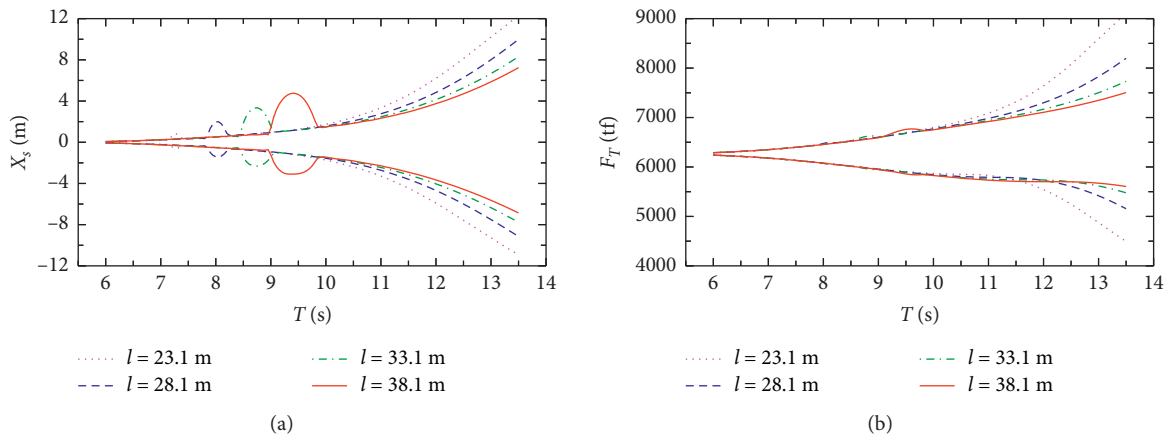 12
8
4
0
−4
−8
−12
X_s (m)
6 7 8 9 10 11 12 13 14
T (s)
l = 23.1 m
l = 28.1 m
l = 33.1 m
l = 38.1 m
(a)
9000
8000
7000
6000
5000
4000
F_T (tf)
6 7 8 9 10 11 12 13 14
T (s)
l = 23.1 m
l = 28.1 m
l = 33.1 m
l = 38.1 m
(b)